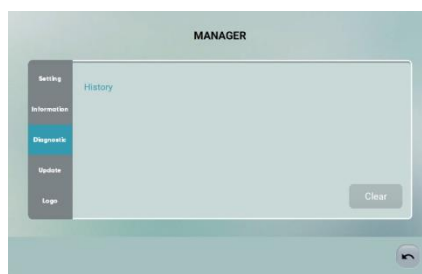 MANAGER
Setting
History
Information
Diagnostic
Update
Logo
Clear